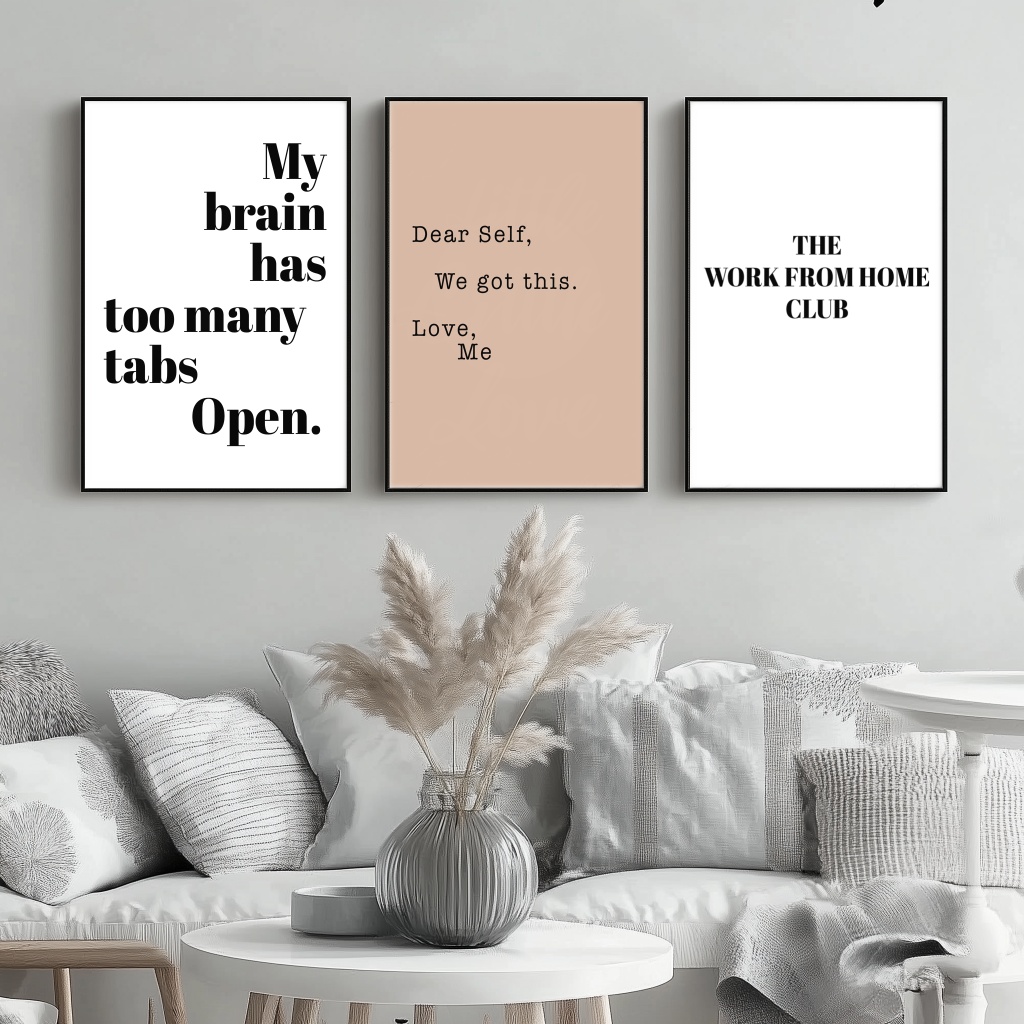 My
brain
has
too many
tabs
Open.
Dear Self,
We got this.
Love,
Me
THE
WORK FROM HOME
CLUB